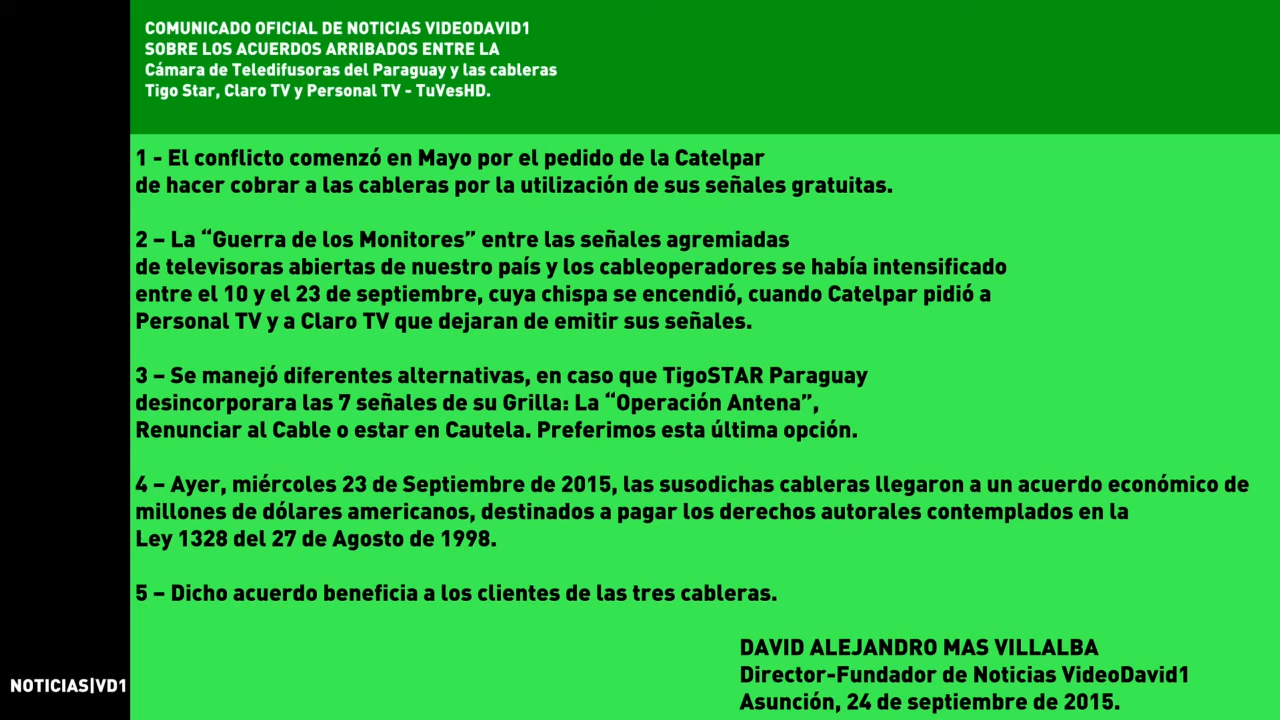 COMUNICADO OFICIAL DE NOTICIAS VIDEODAVID1
SOBRE LOS ACUERDOS ARRIBADOS ENTRE LA
Cámara de Teledifusoras del Paraguay y las cableras
Tigo Star, Claro TV y Personal TV - TuVesHD.
1 - El conflicto comenzó en Mayo por el pedido de la Catelpar
de hacer cobrar a las cableras por la utilización de sus señales gratuitas.
2 – La “Guerra de los Monitores” entre las señales agremiadas
de televisoras abiertas de nuestro país y los cableoperadores se había intensificado
entre el 10 y el 23 de septiembre, cuya chispa se encendió, cuando Catelpar pidió a
Personal TV y a Claro TV que dejaran de emitir sus señales.
3 – Se manejó diferentes alternativas, en caso que TigoSTAR Paraguay
desincorporara las 7 señales de su Grilla: La “Operación Antena”,
Renunciar al Cable o estar en Cautela. Preferimos esta última opción.
4 – Ayer, miércoles 23 de Septiembre de 2015, las susodichas cableras llegaron a un acuerdo económico de
millones de dólares americanos, destinados a pagar los derechos autorales contemplados en la
Ley 1328 del 27 de Agosto de 1998.
5 – Dicho acuerdo beneficia a los clientes de las tres cableras.
DAVID ALEJANDRO MAS VILLALBA
Director-Fundador de Noticias VideoDavid1
Asunción, 24 de septiembre de 2015.
NOTICIAS|VD1